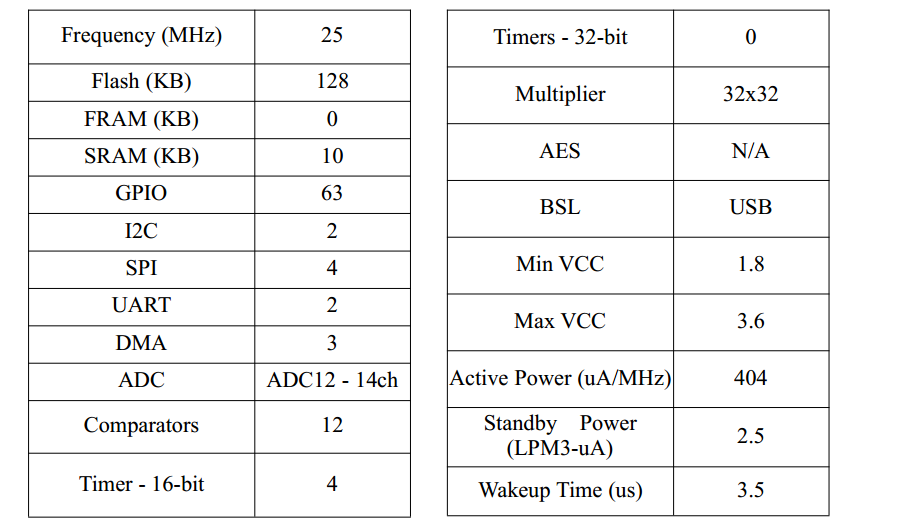 Frequency (MHz) 25
Flash (KB) 128
FRAM (KB) 0
SRAM (KB) 10
GPIO 63
I2C 2
SPI 4
UART 2
DMA 3
ADC ADC12 - 14ch
Comparators 12
Timer - 16-bit 4
Timers - 32-bit 0
Multiplier 32x32
AES N/A
BSL USB
Min VCC 1.8
Max VCC 3.6
Active Power (uA/MHz) 404
Standby Power
(LPM3-uA) 2.5
Wakeup Time (us) 3.5